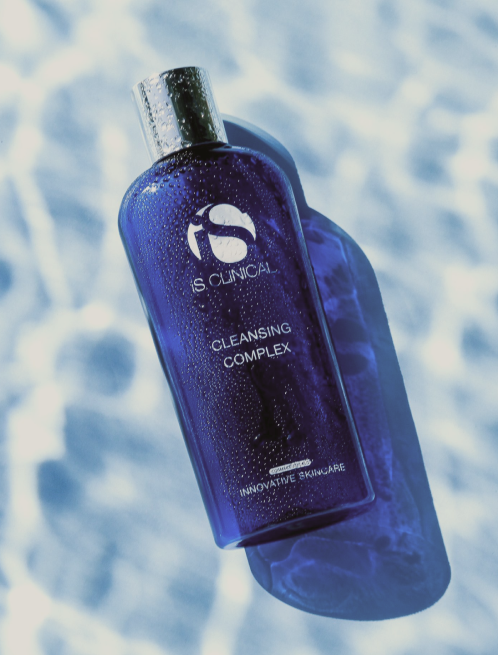 iS
iS CLINICAL
CLEANSING
COMPLEX
INNOVATIVE SKINCARE